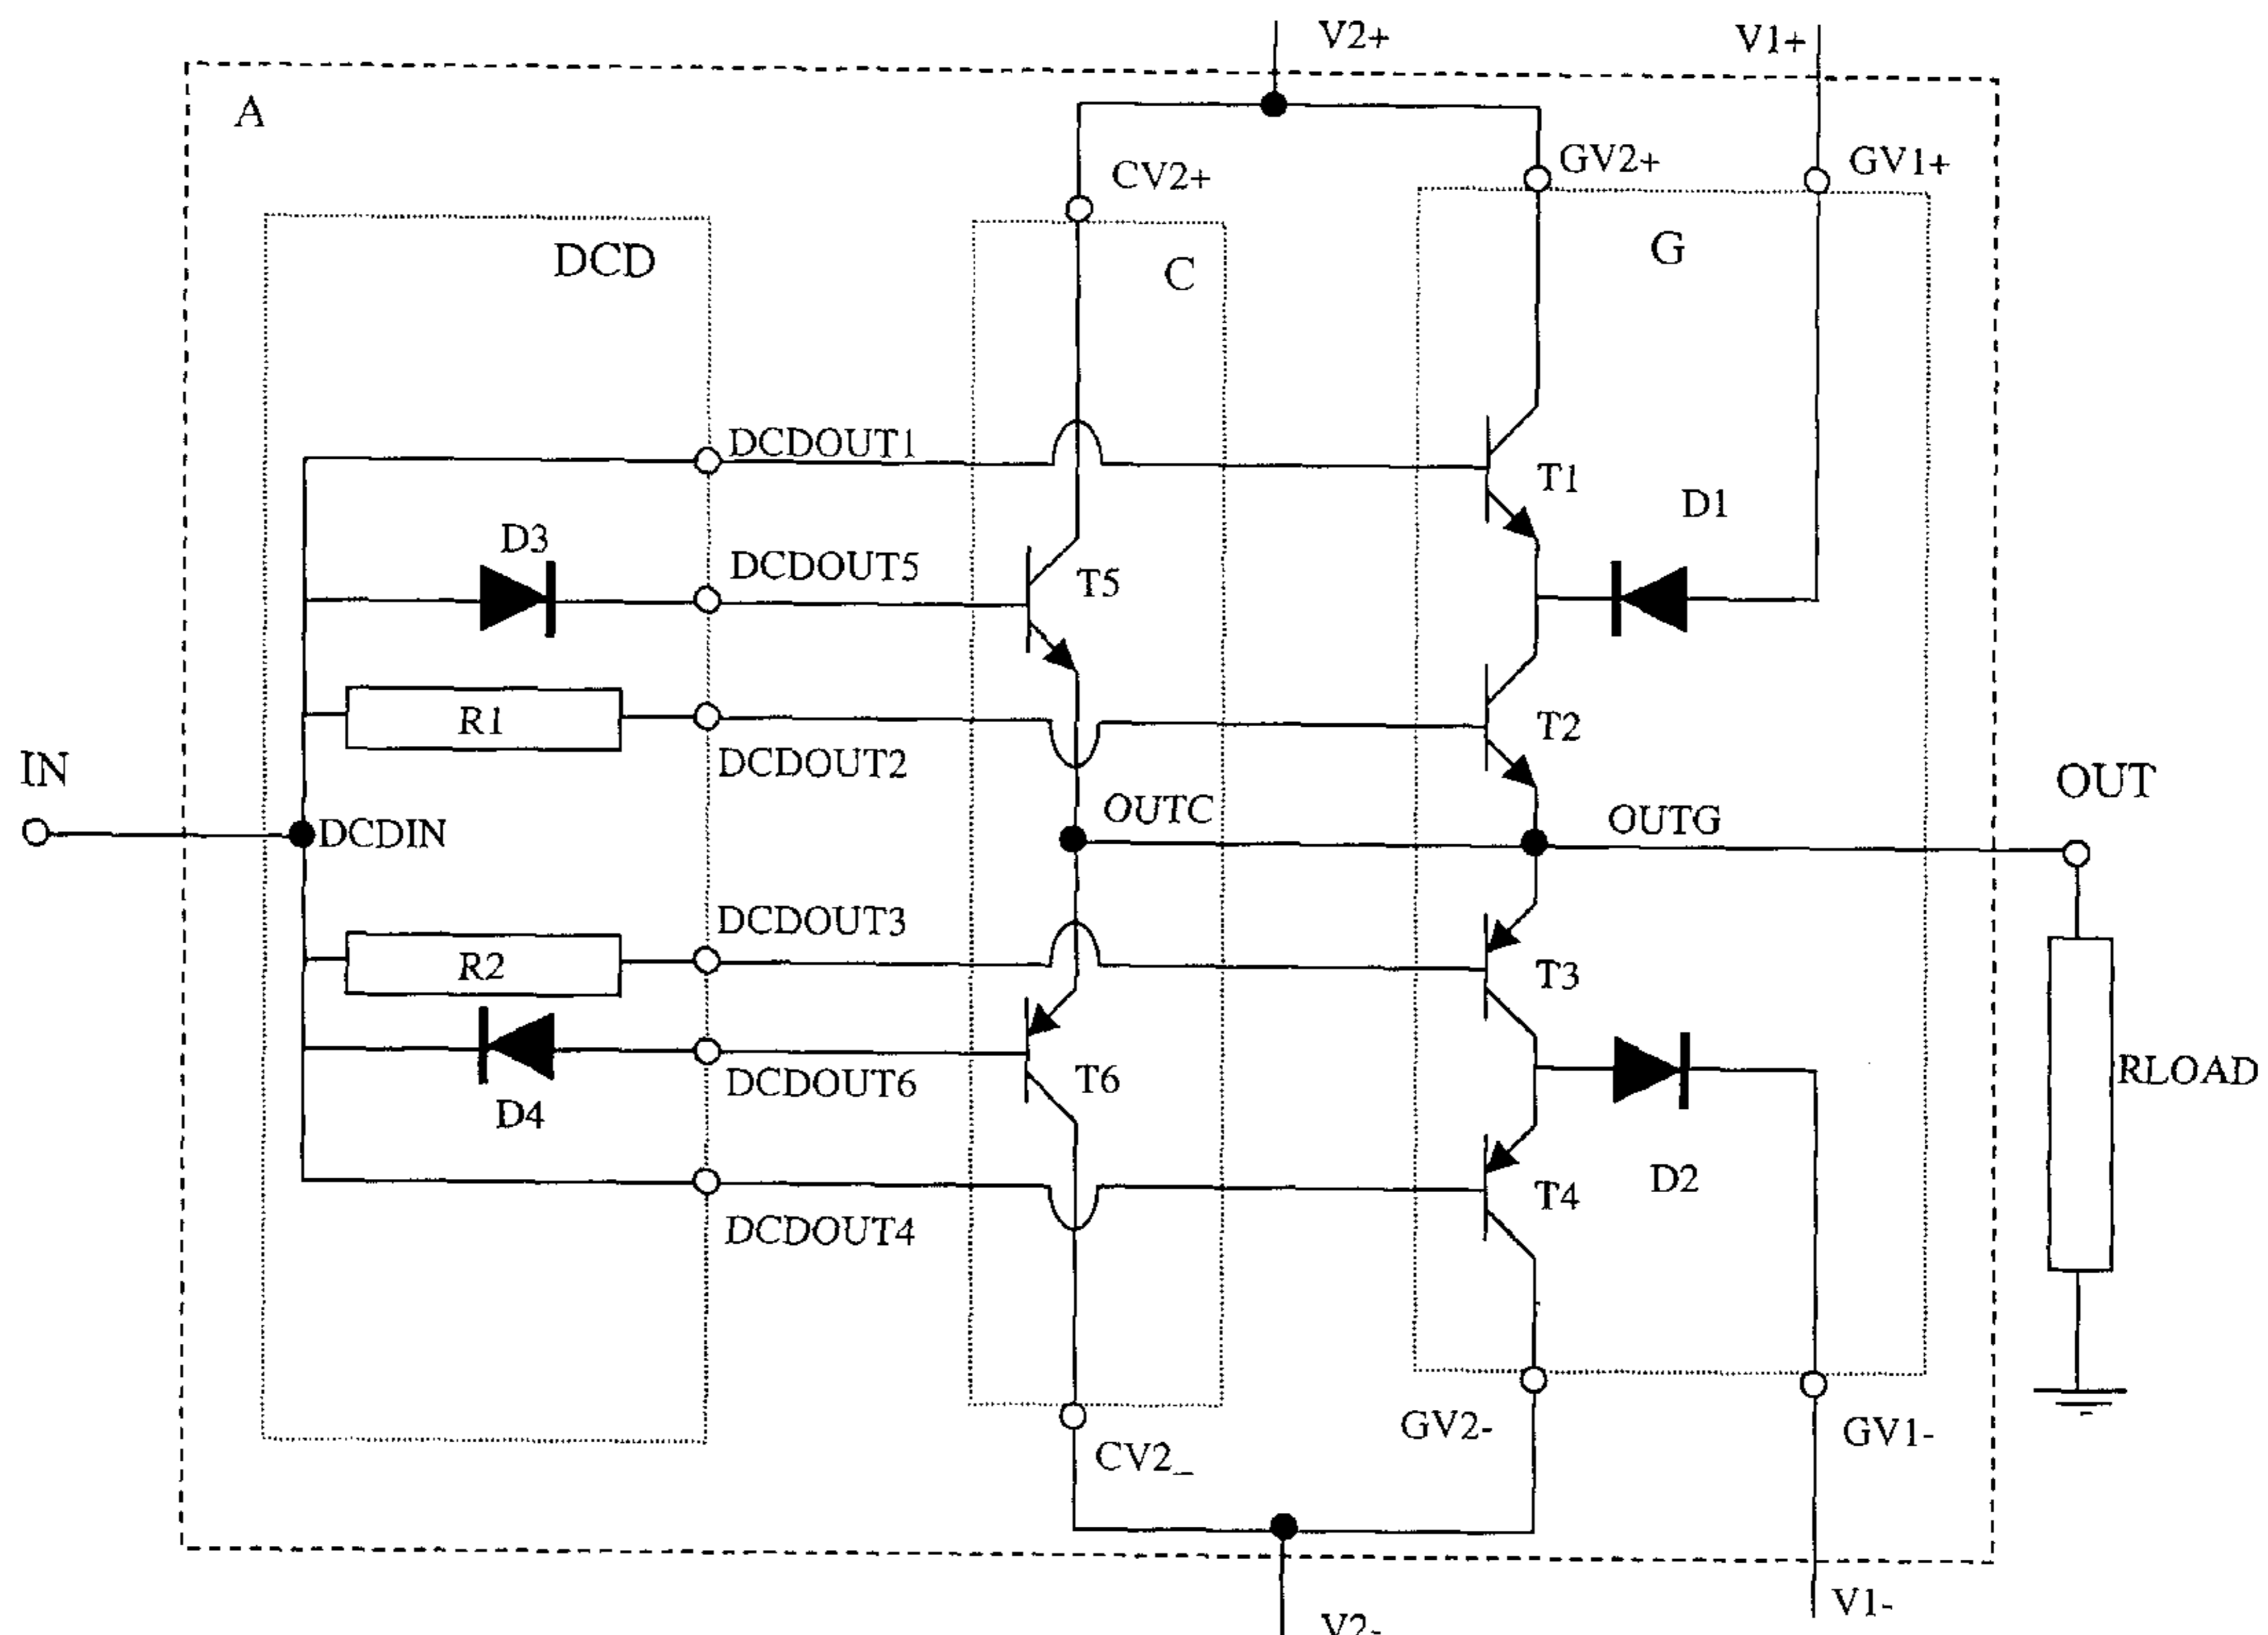 V2+
V1+
A
GV2+
GV1+
CV2+
DCD
C
G
DCDOUT1
T1
D1
D3
DCDOUT5
T5
R1
T2
DCDOUT2
IN
OUT
OUTC
OUTG
DCDIN
DCDOUT3
R2
T3
T6
RLOAD
DCDOUT6
D4
D2
T4
DCDOUT4
GV2-
GV1-
CV2_
V1-
V2-